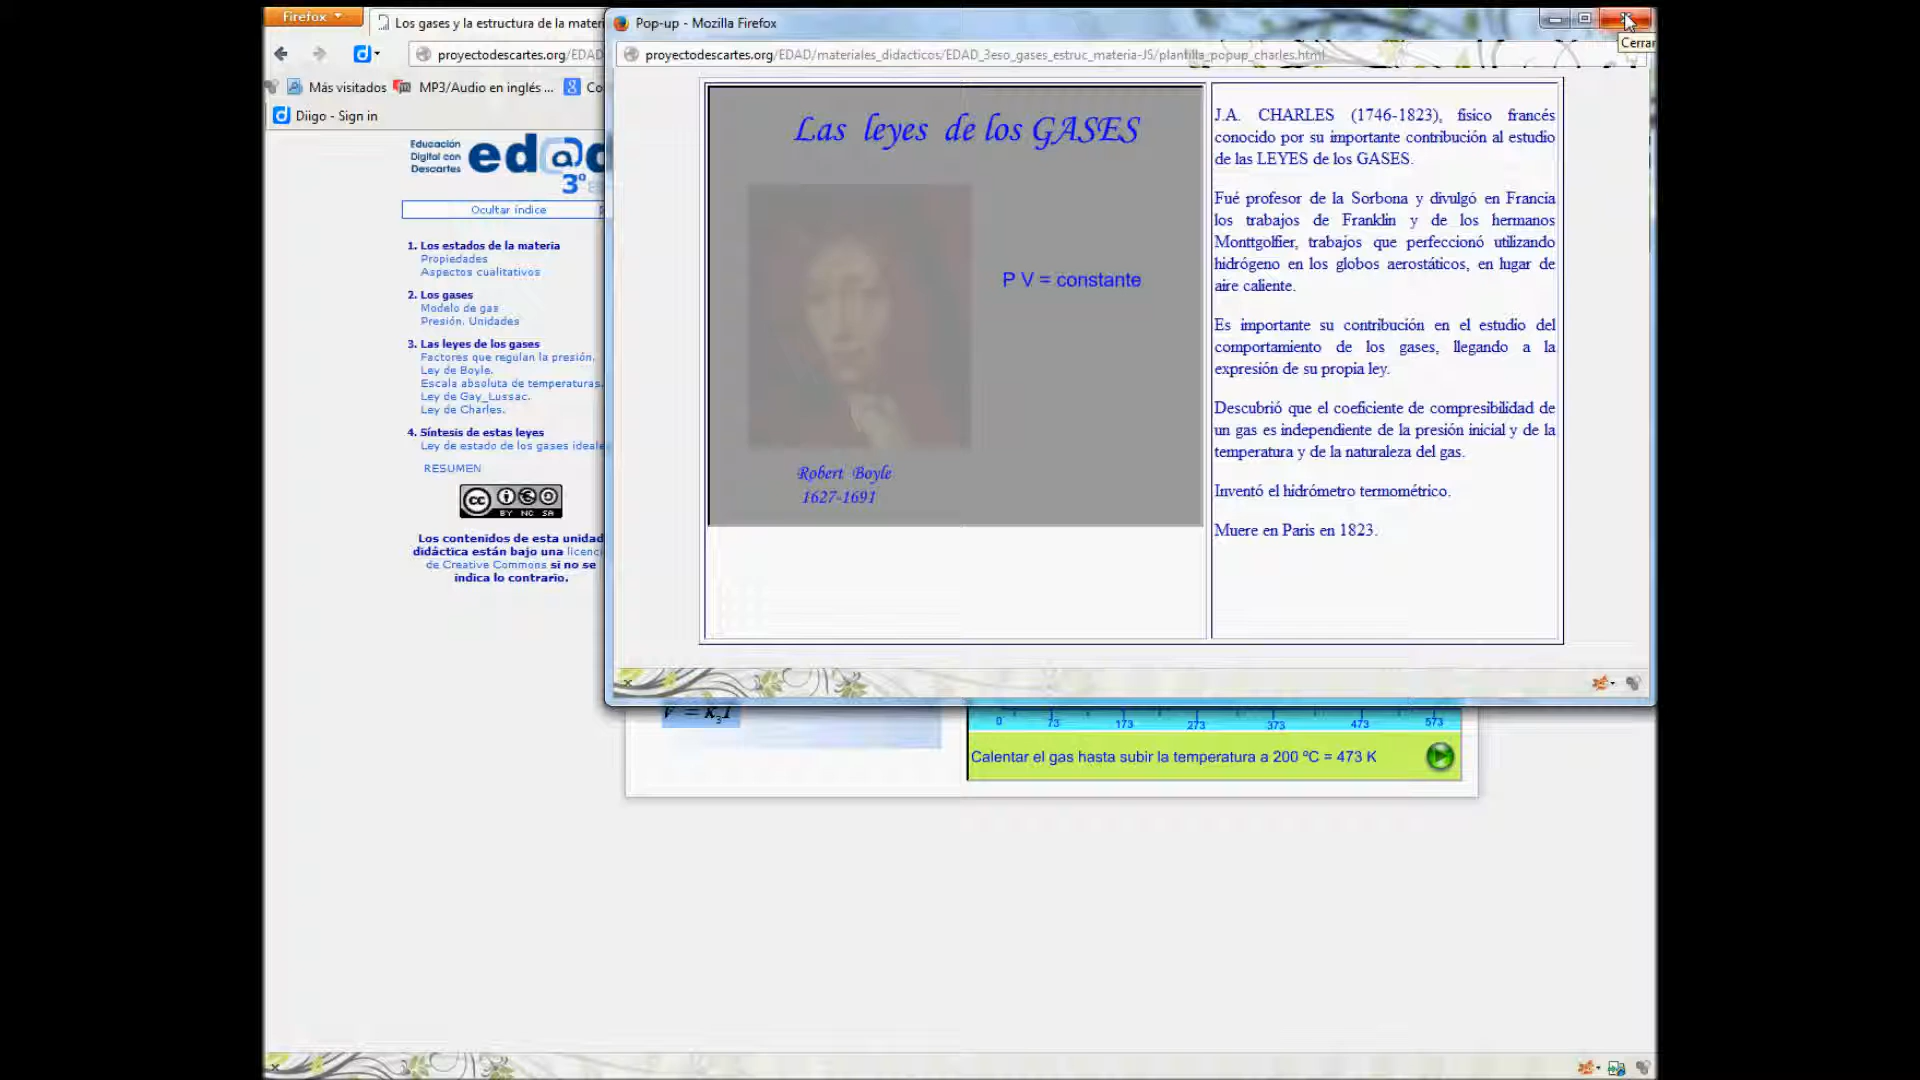 Firefox
Los gases y la estructura de la materi
Pop-up - Mozilla Firefox
Cerrar
proyectodescartes.org/EDAD
proyectodescartes.org/EDAD/materiales_didacticos/EDAD_3eso_gases_estruc_materia-JS/plantilla_popup_charles.html
Más visitados
MP3/Audio en inglés ...
Co
Diigo - Sign in
Educación
Digital con
Descartes
ed@d
3º
Ocultar índice
1. Los estados de la materia
Propiedades
Aspectos cualitativos
2. Los gases
Modelo de gas
Presión. Unidades
3. Las leyes de los gases
Factores que regulan la presión.
Ley de Boyle.
Escala absoluta de temperaturas.
Ley de Gay_Lussac.
Ley de Charles.
4. Síntesis de estas leyes
Ley de estado de los gases ideale
RESUMEN
cc
BY NC SA
Los contenidos de esta unidad
didáctica están bajo una licenc
de Creative Commons si no se
indica lo contrario.
Las leyes de los GASES
P V = constante
Robert Boyle
1627-1691
J.A. CHARLES (1746-1823), físico francés
conocido por su importante contribución al estudio
de las LEYES de los GASES.
Fué profesor de la Sorbona y divulgó en Francia
los trabajos de Franklin y de los hermanos
Monttgolfier, trabajos que perfeccionó utilizando
hidrógeno en los globos aerostáticos, en lugar de
aire caliente.
Es importante su contribución en el estudio del
comportamiento de los gases, llegando a la
expresión de su propia ley.
Descubrió que el coeficiente de compresibilidad de
un gas es independiente de la presión inicial y de la
temperatura y de la naturaleza del gas.
Inventó el hidrómetro termométrico.
Muere en Paris en 1823.
V = K3T
0 73 173 273 373 473 573
Calentar el gas hasta subir la temperatura a 200 ºC = 473 K